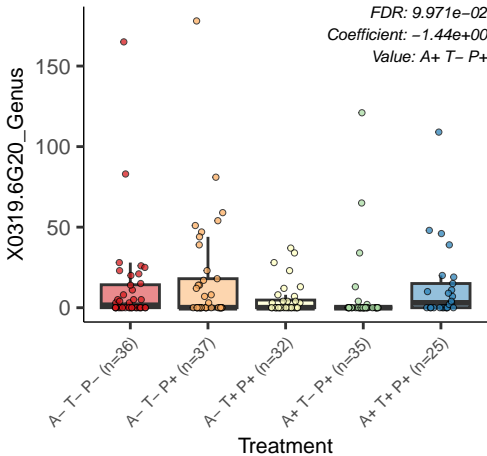 FDR: 9.971e−02
Coefficient: −1.44e+00
Value: A+ T− P+
X0319.6G20_Genus
150
100
50
0
A− T− P− (n=36)
A− T− P+ (n=37)
A− T+ P+ (n=32)
A+ T− P+ (n=35)
A+ T+ P+ (n=25)
Treatment